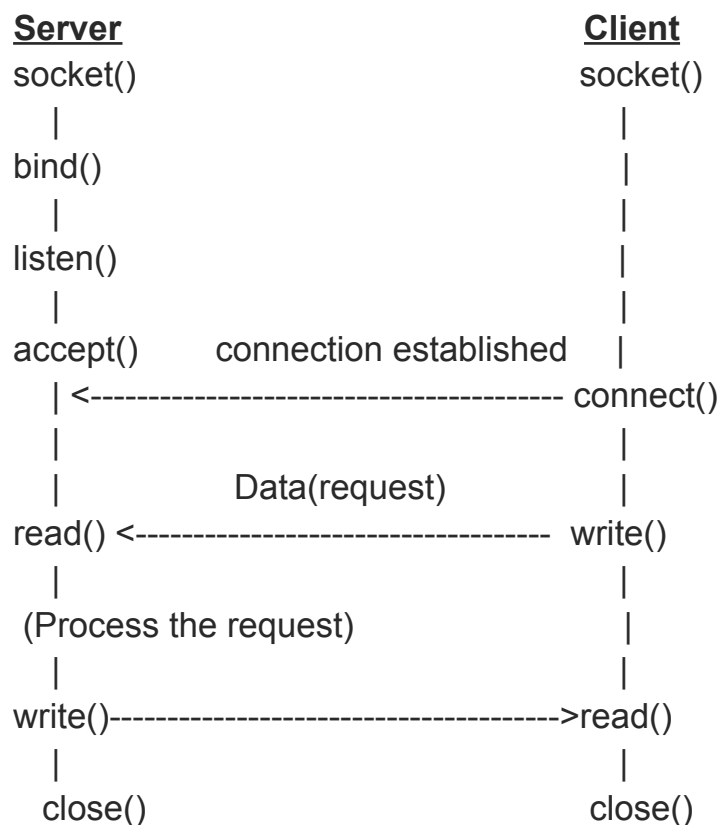 Server Client
socket() socket()
| |
bind() |
| |
listen() |
| |
accept() connection established |
| <----------------------------------------- connect()
| |
| Data(request) |
read() <------------------------------------ write()
| |
(Process the request) |
| |
write()--------------------------------------->read()
| |
close() close()